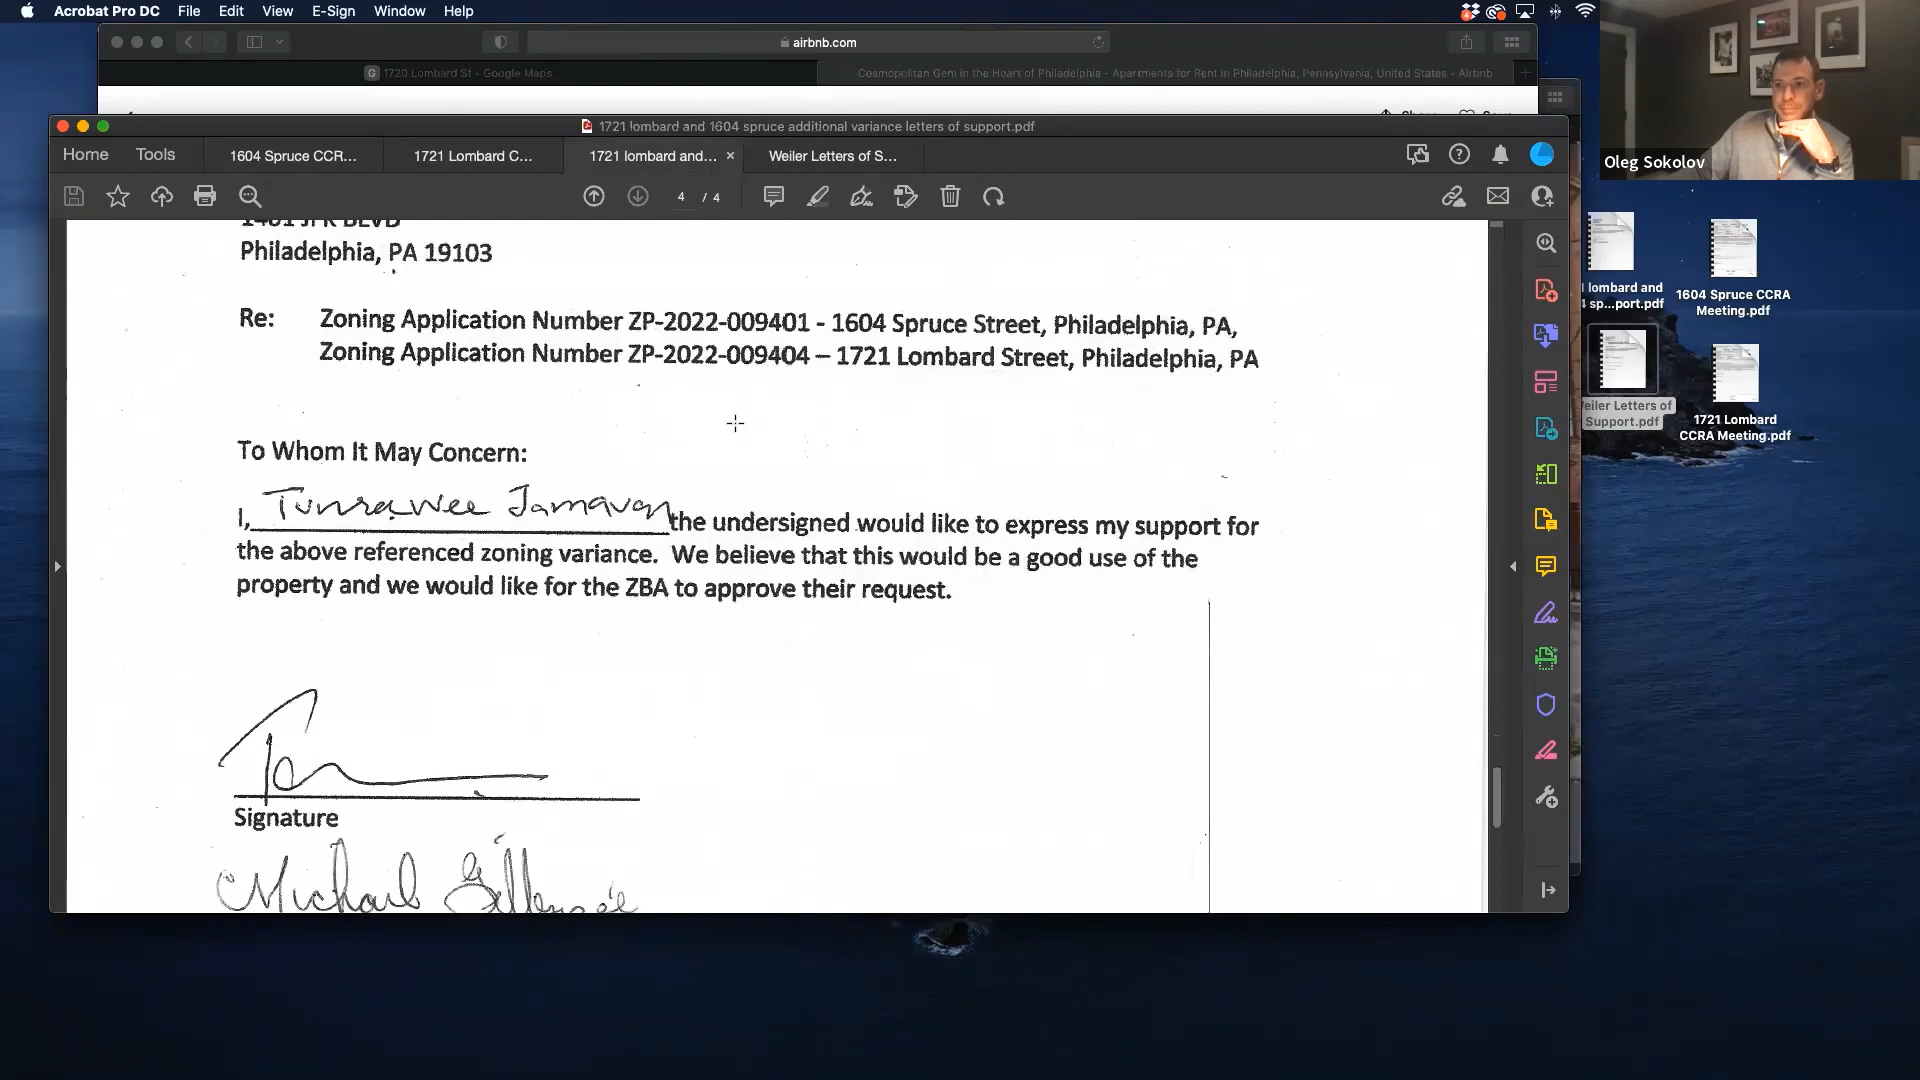 Acrobat Pro DC File Edit View E-Sign Window Help
airbnb.com
1720 Lombard St - Google Maps
Cosmopolitan Gem in the Heart of Philadelphia - Apartments for Rent in Philadelphia, Pennsylvania, United States - Airbnb
1721 lombard and 1604 spruce additional variance letters of support.pdf
Home Tools 1604 Spruce CCR... 1721 Lombard C... 1721 lombard and... Weiler Letters of S...
4 / 4
Oleg Sokolov
1401 JFK BLVD
Philadelphia, PA 19103
Re: Zoning Application Number ZP-2022-009401 - 1604 Spruce Street, Philadelphia, PA,
Zoning Application Number ZP-2022-009404 – 1721 Lombard Street, Philadelphia, PA
To Whom It May Concern:
I, Tunrawee Jamavan the undersigned would like to express my support for
the above referenced zoning variance. We believe that this would be a good use of the
property and we would like for the ZBA to approve their request.
Signature
Michael
lombard and
sp...port.pdf
1604 Spruce CCRA
Meeting.pdf
eiler Letters of
Support.pdf
1721 Lombard
CCRA Meeting.pdf